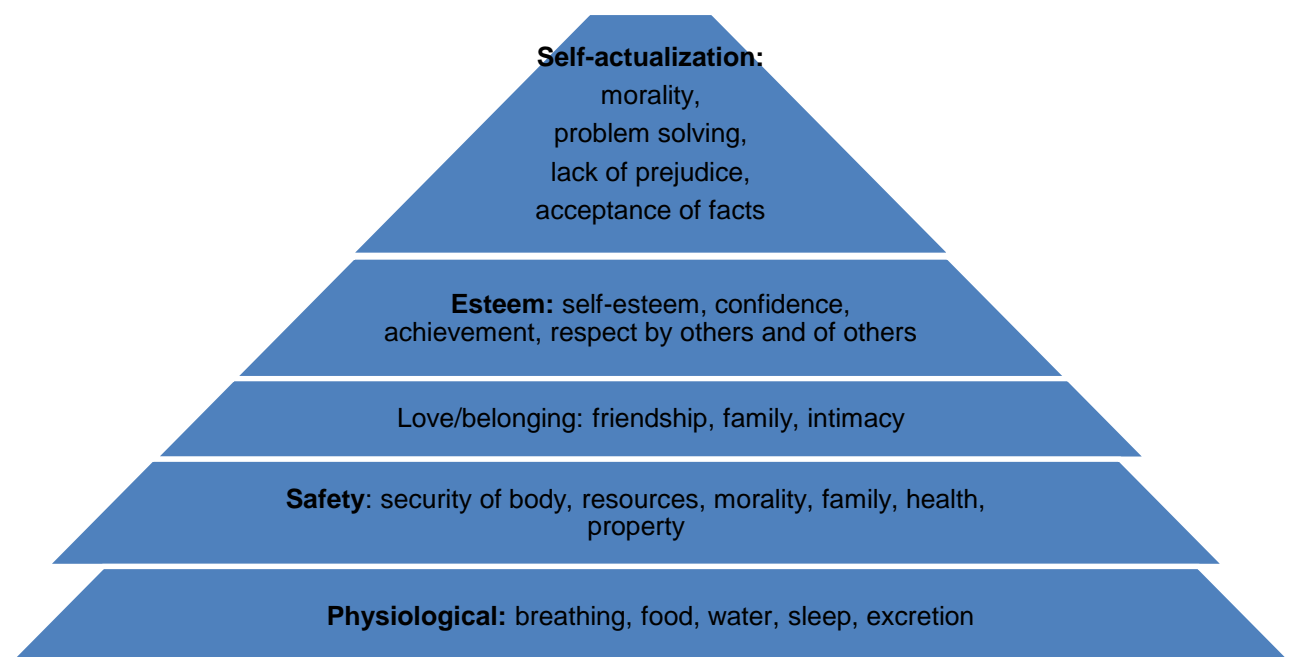 Self-actualization:
morality,
problem solving,
lack of prejudice,
acceptance of facts
Esteem: self-esteem, confidence,
achievement, respect by others and of others
Love/belonging: friendship, family, intimacy
Safety: security of body, resources, morality, family, health,
property
Physiological: breathing, food, water, sleep, excretion